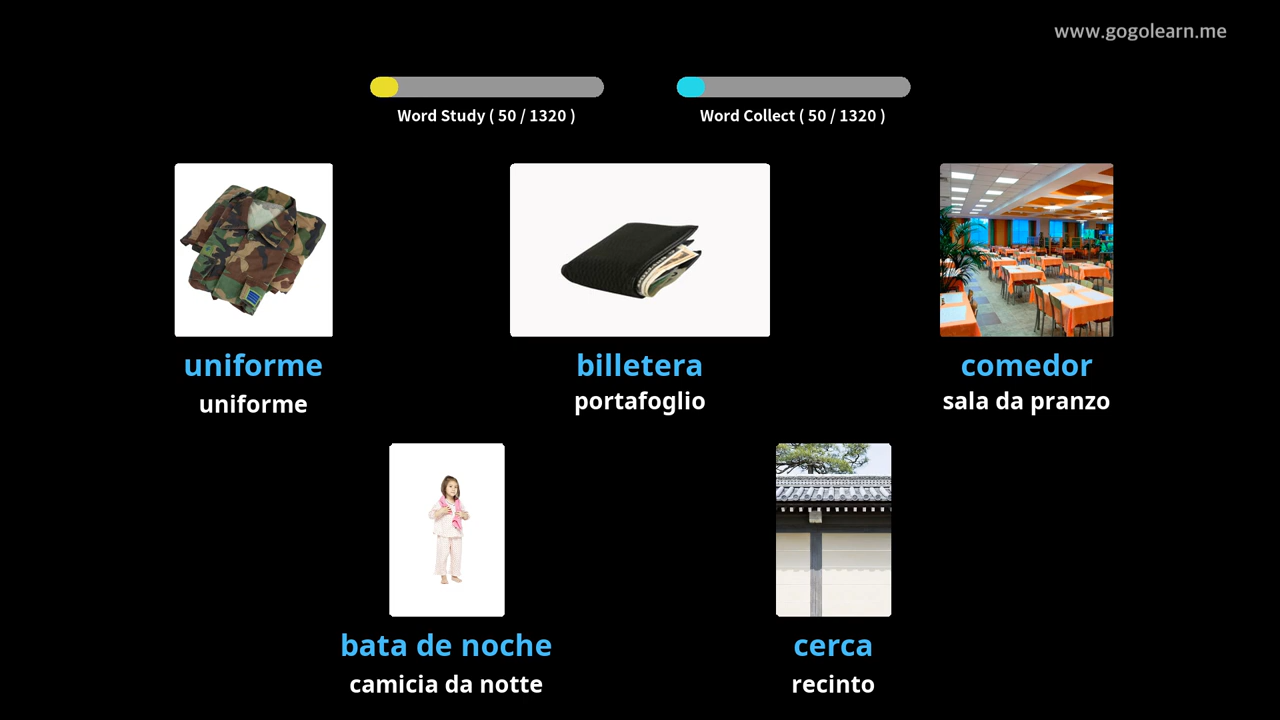 www.gogolearn.me
Word Study ( 50 / 1320 )
Word Collect ( 50 / 1320 )
uniforme
uniforme
billetera
portafoglio
comedor
sala da pranzo
bata de noche
camicia da notte
cerca
recinto